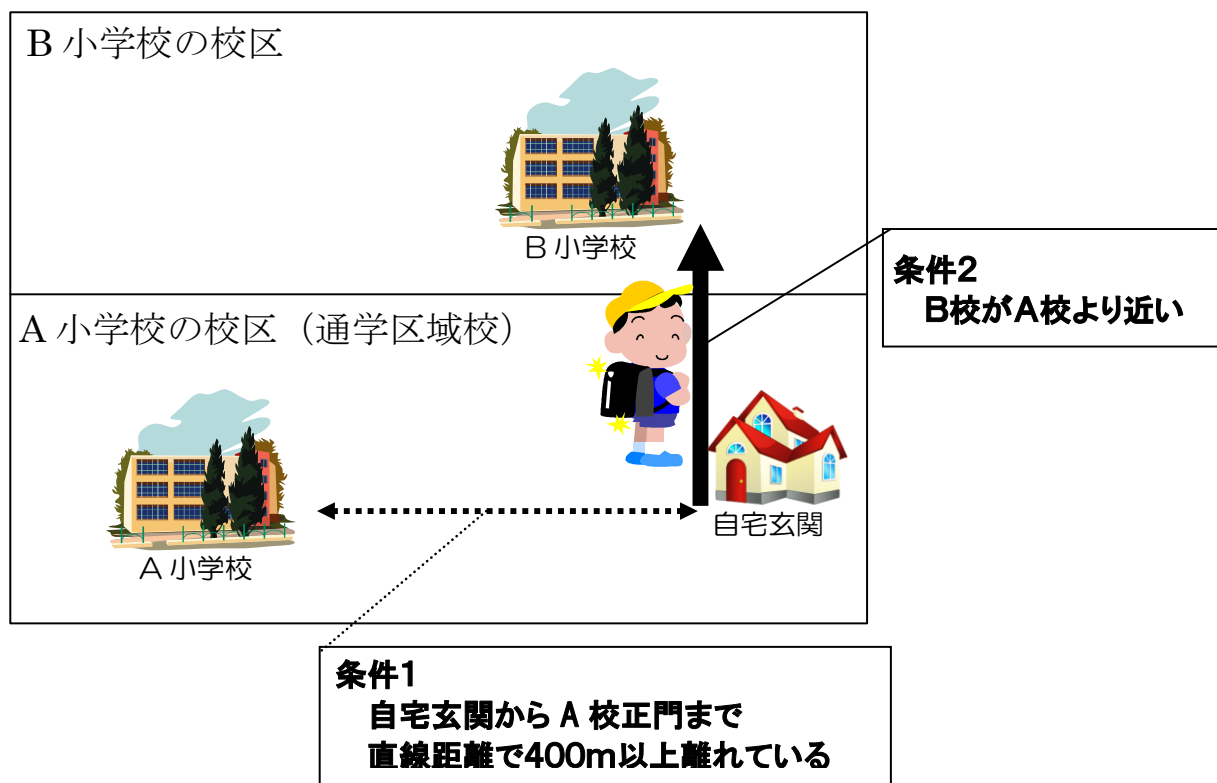 B 小学校の校区
B 小学校
条件2
B校がA校より近い
A 小学校の校区（通学区域校）
自宅玄関
A 小学校
条件1
自宅玄関から A 校正門まで
直線距離で400m以上離れている